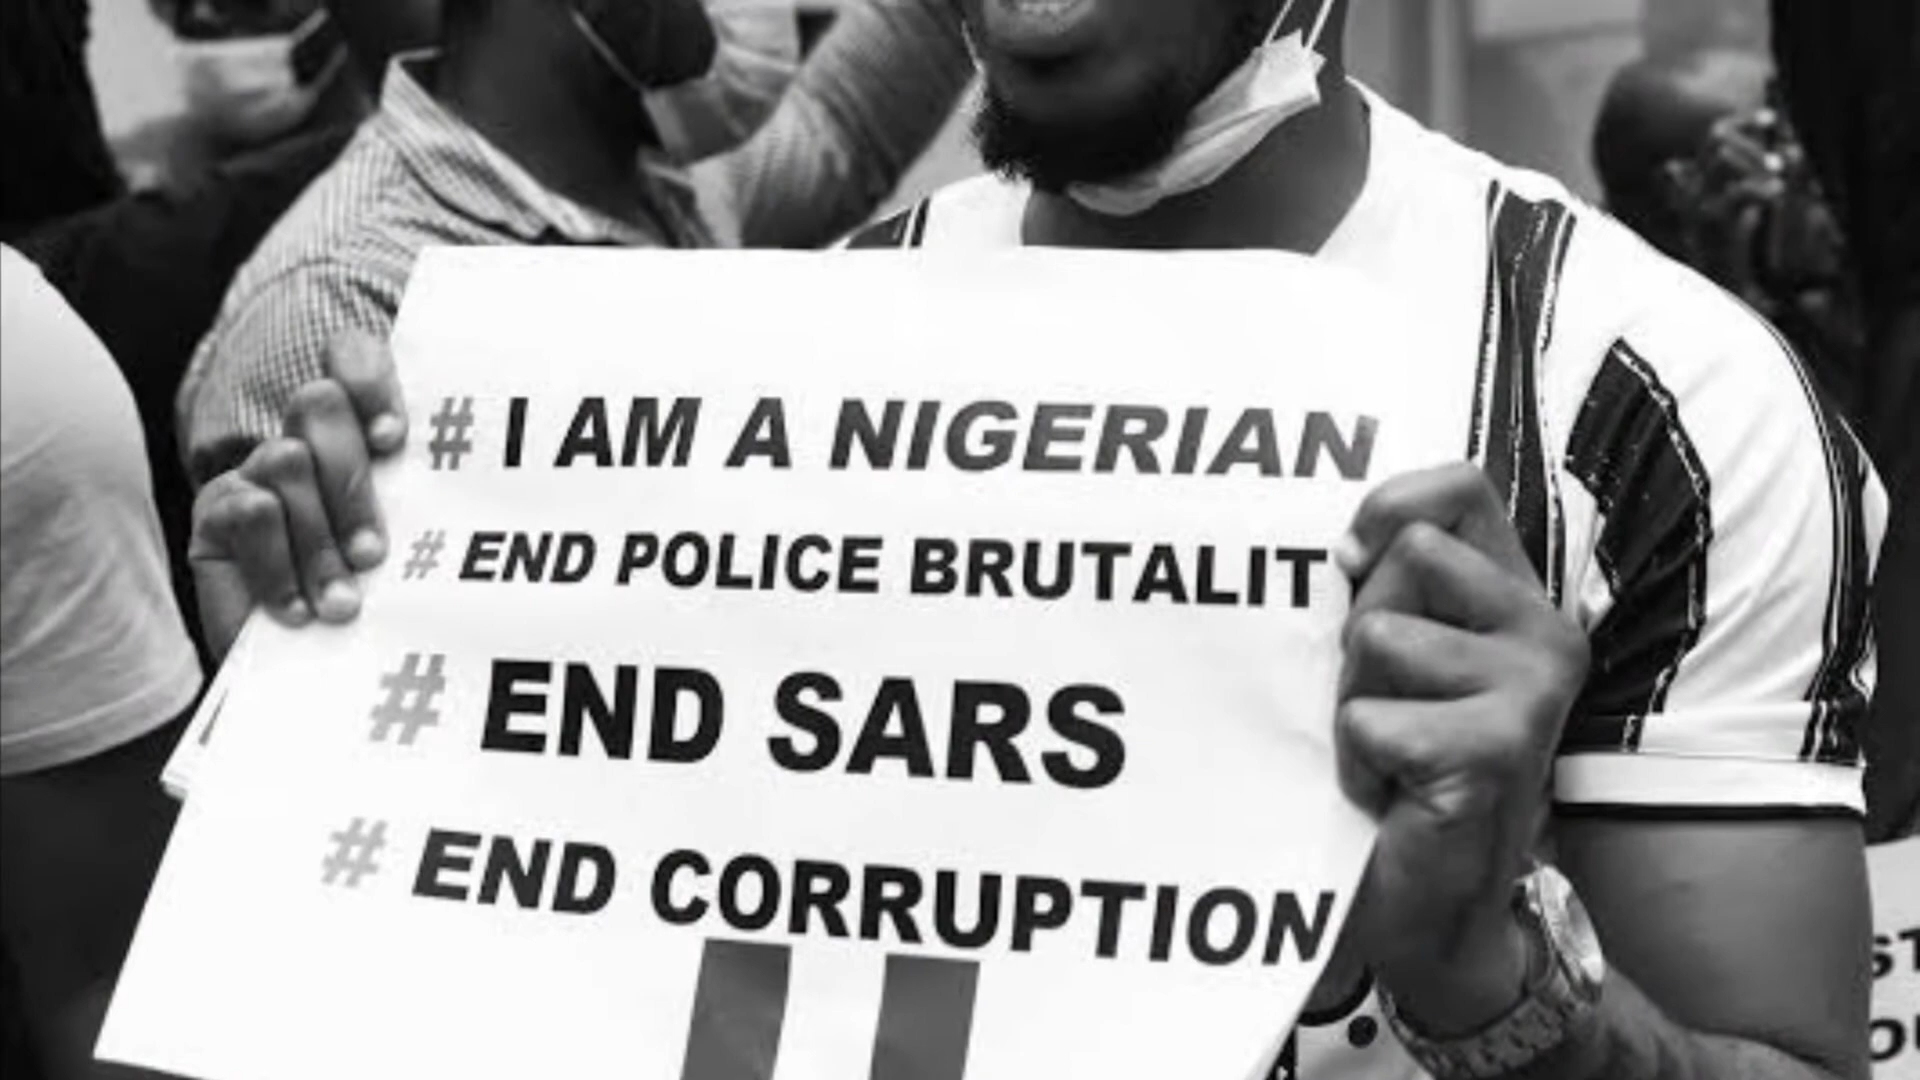 # I AM A NIGERIAN
# END POLICE BRUTALIT
# END SARS
# END CORRUPTION